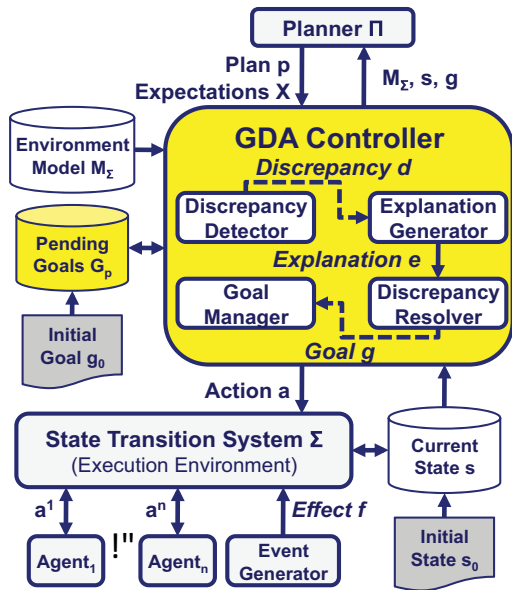 Planner Π
Plan p
Expectations X
M_Σ, s, g
Environment
Model M_Σ
GDA Controller
Discrepancy d
Discrepancy
Detector
Explanation
Generator
Pending
Goals G_p
Explanation e
Goal
Manager
Discrepancy
Resolver
Initial
Goal g_0
Goal g
Action a
State Transition System Σ
(Execution Environment)
Current
State s
a^1
a^n
Effect f
Agent_1
!"
Agent_n
Event
Generator
Initial
State s_0